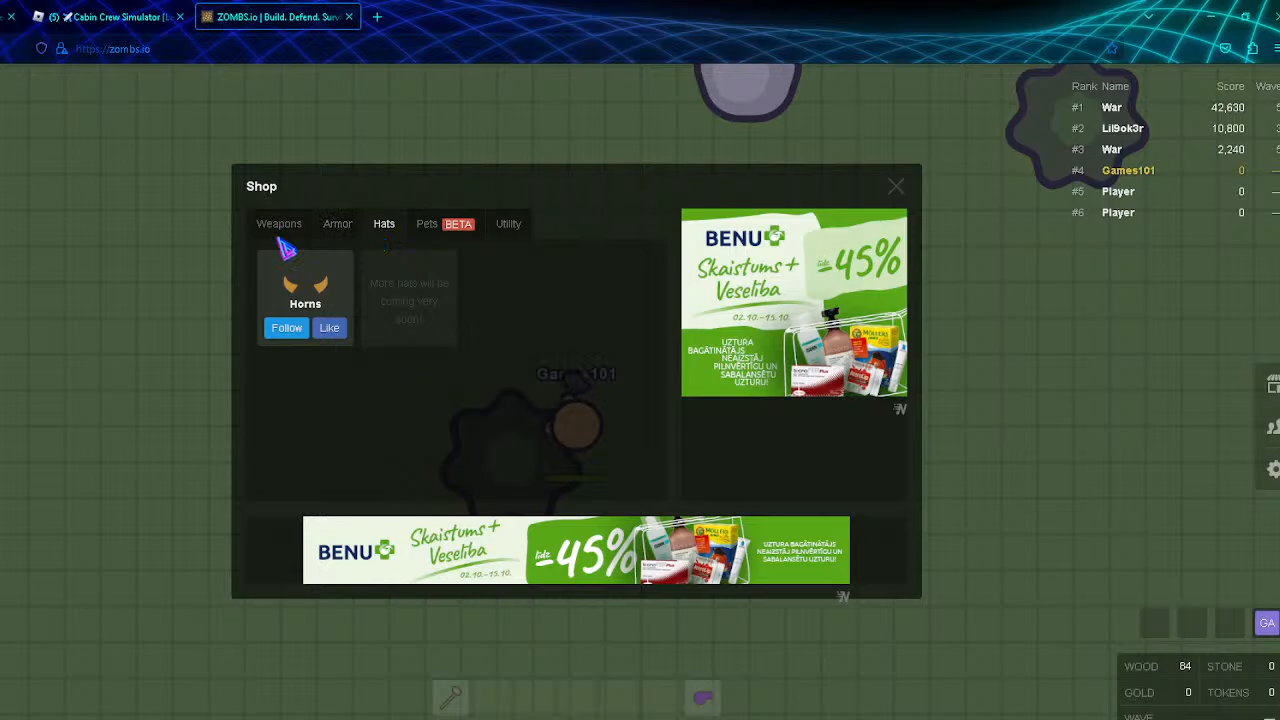 (5) ✈Cabin Crew Simulator [L
ZOMBS.io | Build. Defend. Surv
https://zombs.io
Rank Name Score Wave
#1 War 42,630
#2 Lil9ok3r 10,800
#3 War 2,240
#4 Games101 0 —
#5 Player 0
#6 Player 0
Shop
Weapons Armor Hats Pets BETA Utility
Horns
Follow Like
More hats will be
coming very
soon!
BENU
Skaistums +
Veselība
līdz -45%
02.10.–15.10.
UZTURA
BAGĀTINĀTĀJS
NEAIZSTĀJ
PILNVĒRTĪGU UN
SABALANSĒTU
UZTURU!
Games101
BENU
Skaistums +
Veselība
02.10.–15.10.
līdz -45%
UZTURA BAGĀTINĀTĀJS
NEAIZSTĀJ PILNVĒRTĪGU UN
SABALANSĒTU UZTURU!
GA
WOOD 84 STONE 0
GOLD 0 TOKENS 0
WAVE